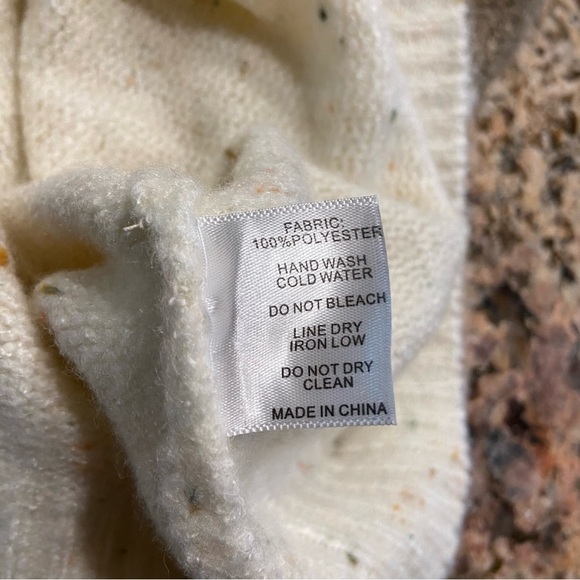 FABRIC:
100%POLYESTER
HAND WASH
COLD WATER
DO NOT BLEACH
LINE DRY
IRON LOW
DO NOT DRY
CLEAN
MADE IN CHINA